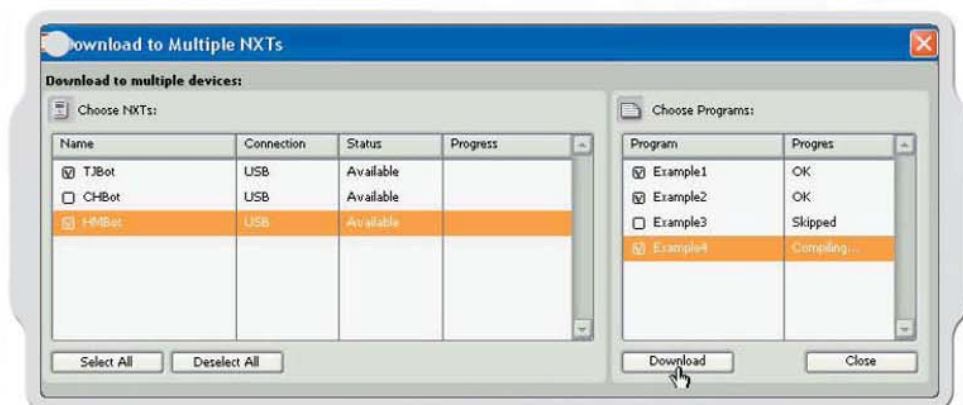 Download to Multiple NXTs
Download to multiple devices:
Choose NXTs:
Name Connection Status Progress
TJBot USB Available
CHBot USB Available
HMBot USB Available
Select All Deselect All
Choose Programs:
Program Progres
Example1 OK
Example2 OK
Example3 Skipped
Example4 Compiling...
Download Close